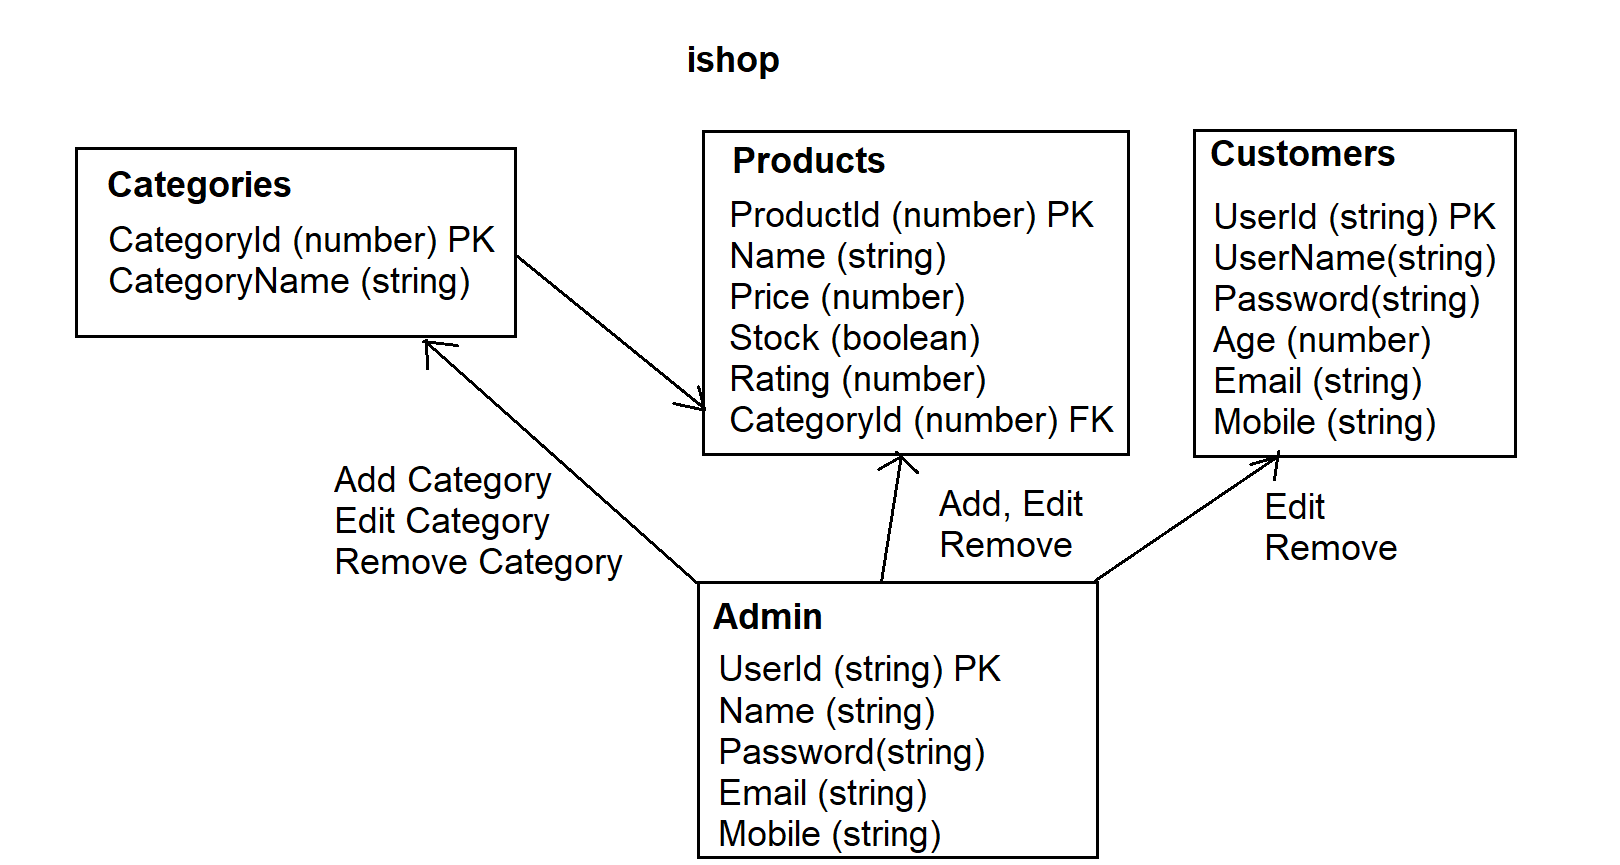 ishop
Categories
CategoryId (number) PK
CategoryName (string)
Products
ProductId (number) PK
Name (string)
Price (number)
Stock (boolean)
Rating (number)
CategoryId (number) FK
Customers
UserId (string) PK
UserName(string)
Password(string)
Age (number)
Email (string)
Mobile (string)
Add Category
Edit Category
Remove Category
Add, Edit
Remove
Edit
Remove
Admin
UserId (string) PK
Name (string)
Password(string)
Email (string)
Mobile (string)